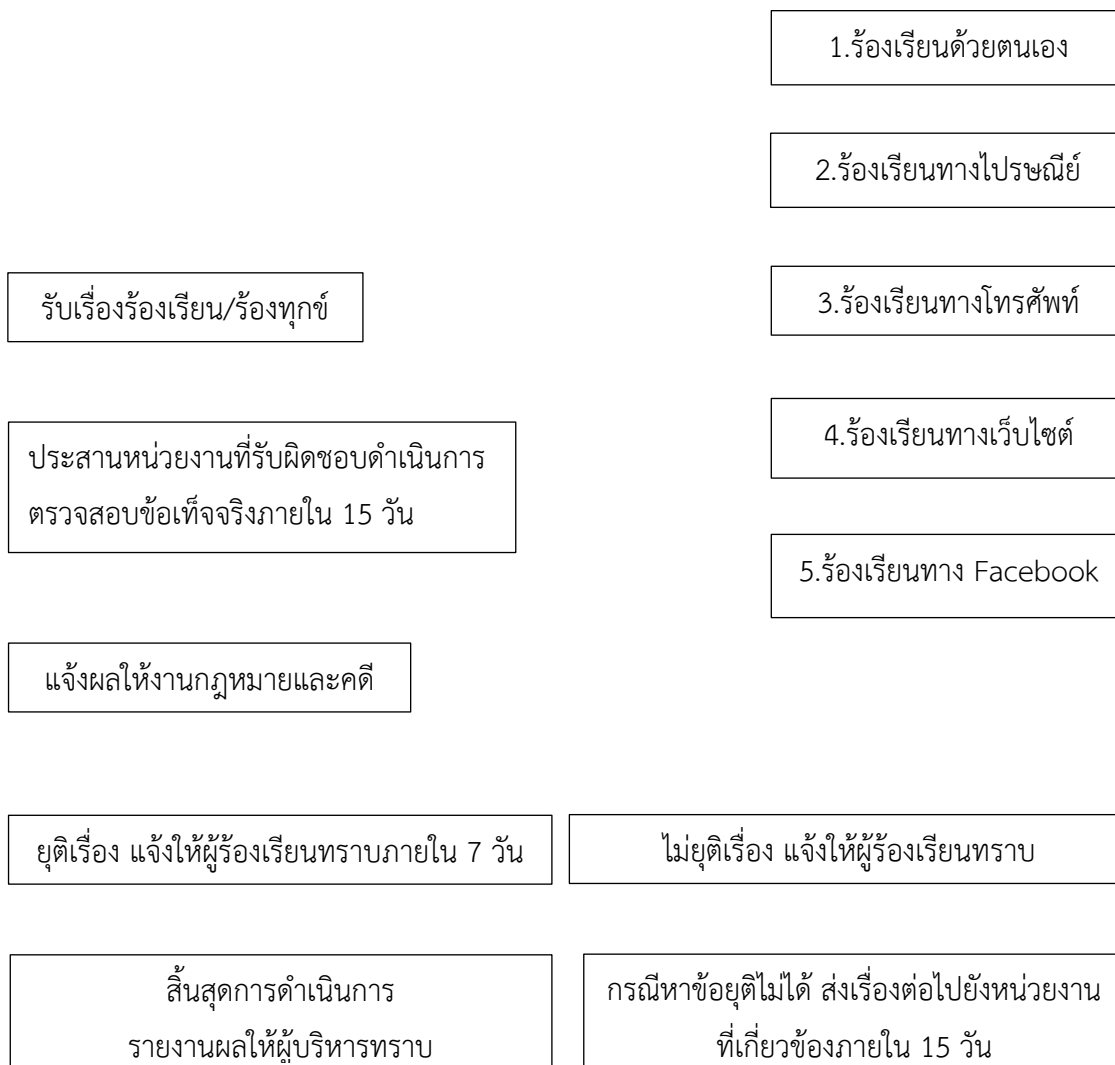 1.ร้องเรียนด้วยตนเอง
2.ร้องเรียนทางไปรษณีย์
รับเรื่องร้องเรียน/ร้องทุกข์
3.ร้องเรียนทางโทรศัพท์
4.ร้องเรียนทางเว็บไซต์
ประสานหน่วยงานที่รับผิดชอบดำเนินการ
ตรวจสอบข้อเท็จจริงภายใน 15 วัน
5.ร้องเรียนทาง Facebook
แจ้งผลให้งานกฎหมายและคดี
ยุติเรื่อง แจ้งให้ผู้ร้องเรียนทราบภายใน 7 วัน
ไม่ยุติเรื่อง แจ้งให้ผู้ร้องเรียนทราบ
สิ้นสุดการดำเนินการ
รายงานผลให้ผู้บริหารทราบ
กรณีหาข้อยุติไม่ได้ ส่งเรื่องต่อไปยังหน่วยงาน
ที่เกี่ยวข้องภายใน 15 วัน